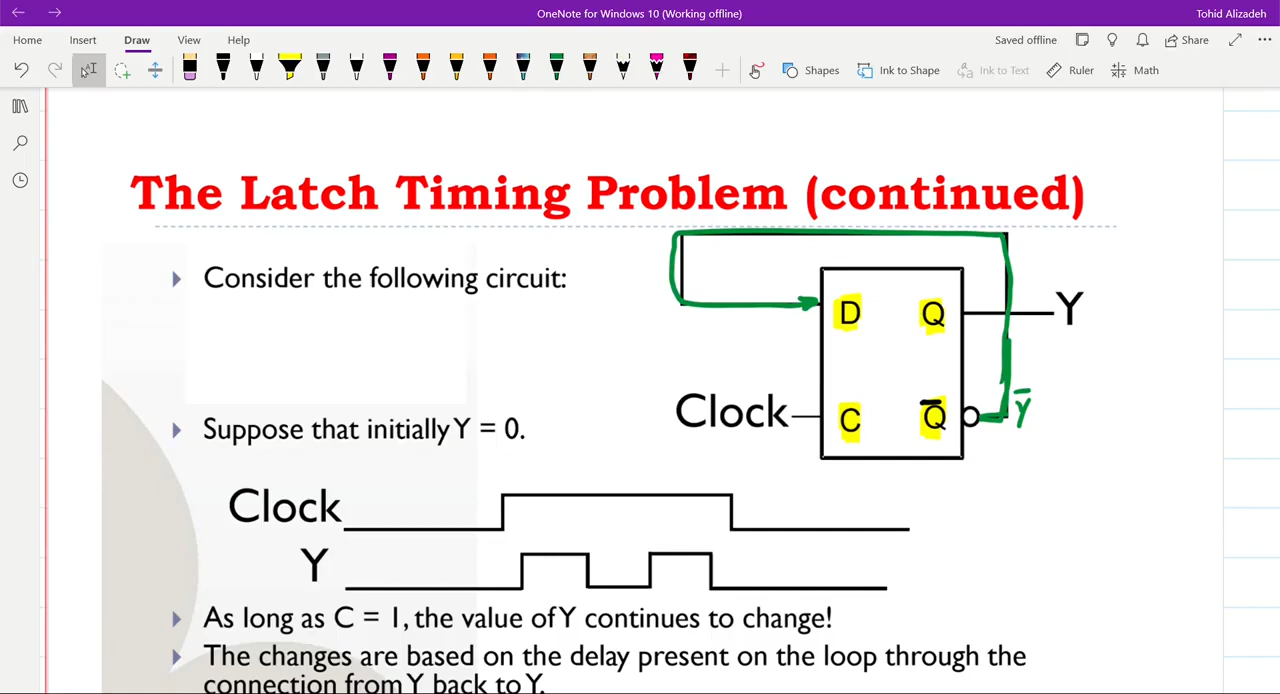 OneNote for Windows 10 (Working offline)
Tohid Alizadeh
Home Insert Draw View Help
Saved offline
Share
Shapes
Ink to Shape
Ink to Text
Ruler
Math
The Latch Timing Problem (continued)
Consider the following circuit:
D Q Y
Clock C Q̅ Y̅
Suppose that initially Y = 0.
Clock
Y
As long as C = 1, the value of Y continues to change!
The changes are based on the delay present on the loop through the
connection from Y back to Y.